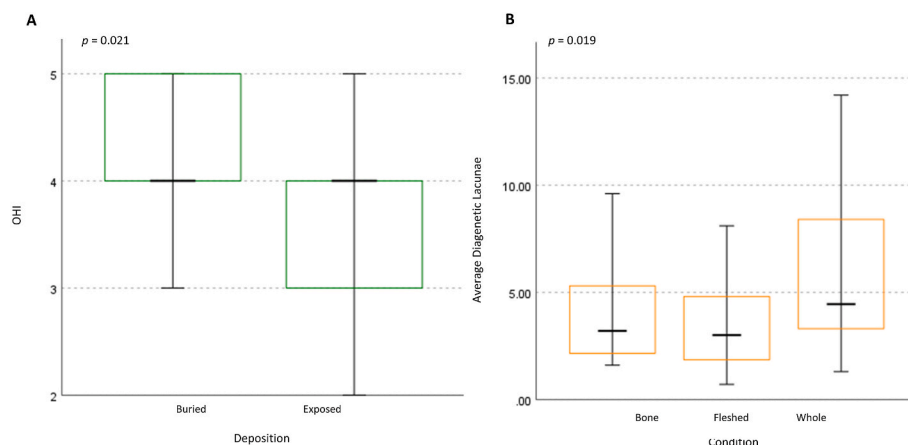 A
p = 0.021
5
4
3
2
OHI
Buried Exposed
Deposition
B
p = 0.019
15.00
10.00
5.00
.00
Average Diagenetic Lacunae
Bone Fleshed Whole
Condition